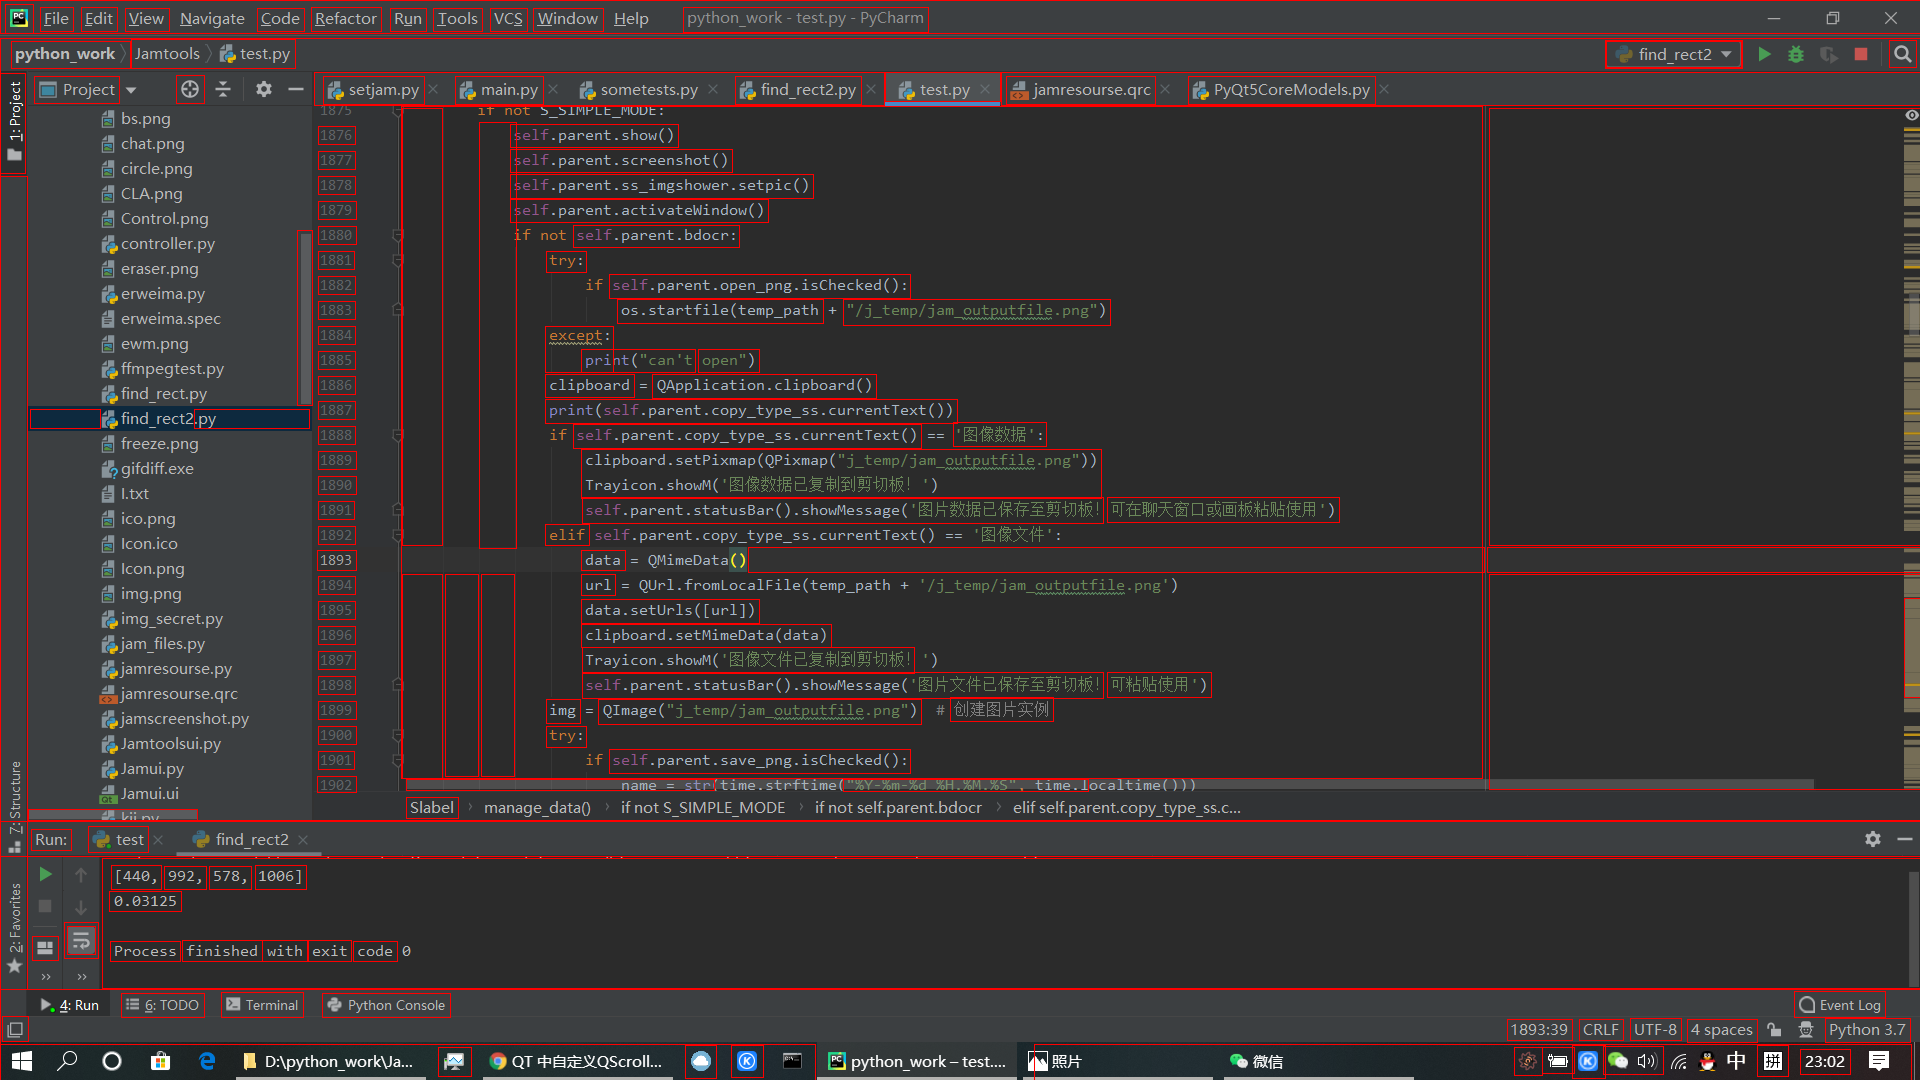 File Edit View Navigate Code Refactor Run Tools VCS Window Help python_work - test.py - PyCharm
python_work Jamtools test.py find_rect2
1: Project
Project
setjam.py main.py sometests.py find_rect2.py test.py jamresourse.qrc PyQt5CoreModels.py
bs.png
chat.png
circle.png
CLA.png
Control.png
controller.py
eraser.png
erweima.py
erweima.spec
ewm.png
ffmpegtest.py
find_rect.py
find_rect2.py
freeze.png
gifdiff.exe
I.txt
ico.png
Icon.ico
Icon.png
img.png
img_secret.py
jam_files.py
jamresourse.py
jamresourse.qrc
jamscreenshot.py
Jamtoolsui.py
Jamui.py
Jamui.ui
1875 if not S_SIMPLE_MODE:
1876 self.parent.show()
1877 self.parent.screenshot()
1878 self.parent.ss_imgshower.setpic()
1879 self.parent.activateWindow()
1880 if not self.parent.bdocr:
1881 try:
1882 if self.parent.open_png.isChecked():
1883 os.startfile(temp_path + "/j_temp/jam_outputfile.png")
1884 except:
1885 print("can't open")
1886 clipboard = QApplication.clipboard()
1887 print(self.parent.copy_type_ss.currentText())
1888 if self.parent.copy_type_ss.currentText() == '图像数据':
1889 clipboard.setPixmap(QPixmap("j_temp/jam_outputfile.png"))
1890 Trayicon.showM('图像数据已复制到剪切板！')
1891 self.parent.statusBar().showMessage('图片数据已保存至剪切板！可在聊天窗口或画板粘贴使用')
1892 elif self.parent.copy_type_ss.currentText() == '图像文件':
1893 data = QMimeData()
1894 url = QUrl.fromLocalFile(temp_path + '/j_temp/jam_outputfile.png')
1895 data.setUrls([url])
1896 clipboard.setMimeData(data)
1897 Trayicon.showM('图像文件已复制到剪切板！')
1898 self.parent.statusBar().showMessage('图片文件已保存至剪切板！可粘贴使用')
1899 img = QImage("j_temp/jam_outputfile.png") # 创建图片实例
1900 try:
1901 if self.parent.save_png.isChecked():
1902 name = str(time.strftime("%Y-%m-%d_%H.%M.%S", time.localtime()))
Slabel manage_data() if not S_SIMPLE_MODE if not self.parent.bdocr elif self.parent.copy_type_ss.c...
7: Structure
Run: test find_rect2
[440, 992, 578, 1006]
0.03125
Process finished with exit code 0
2: Favorites
4: Run 6: TODO Terminal Python Console Event Log
1893:39 CRLF UTF-8 4 spaces Python 3.7
D:\python_work\Ja... QT 中自定义QScroll... python_work – test.... 照片 微信 中 拼 23:02